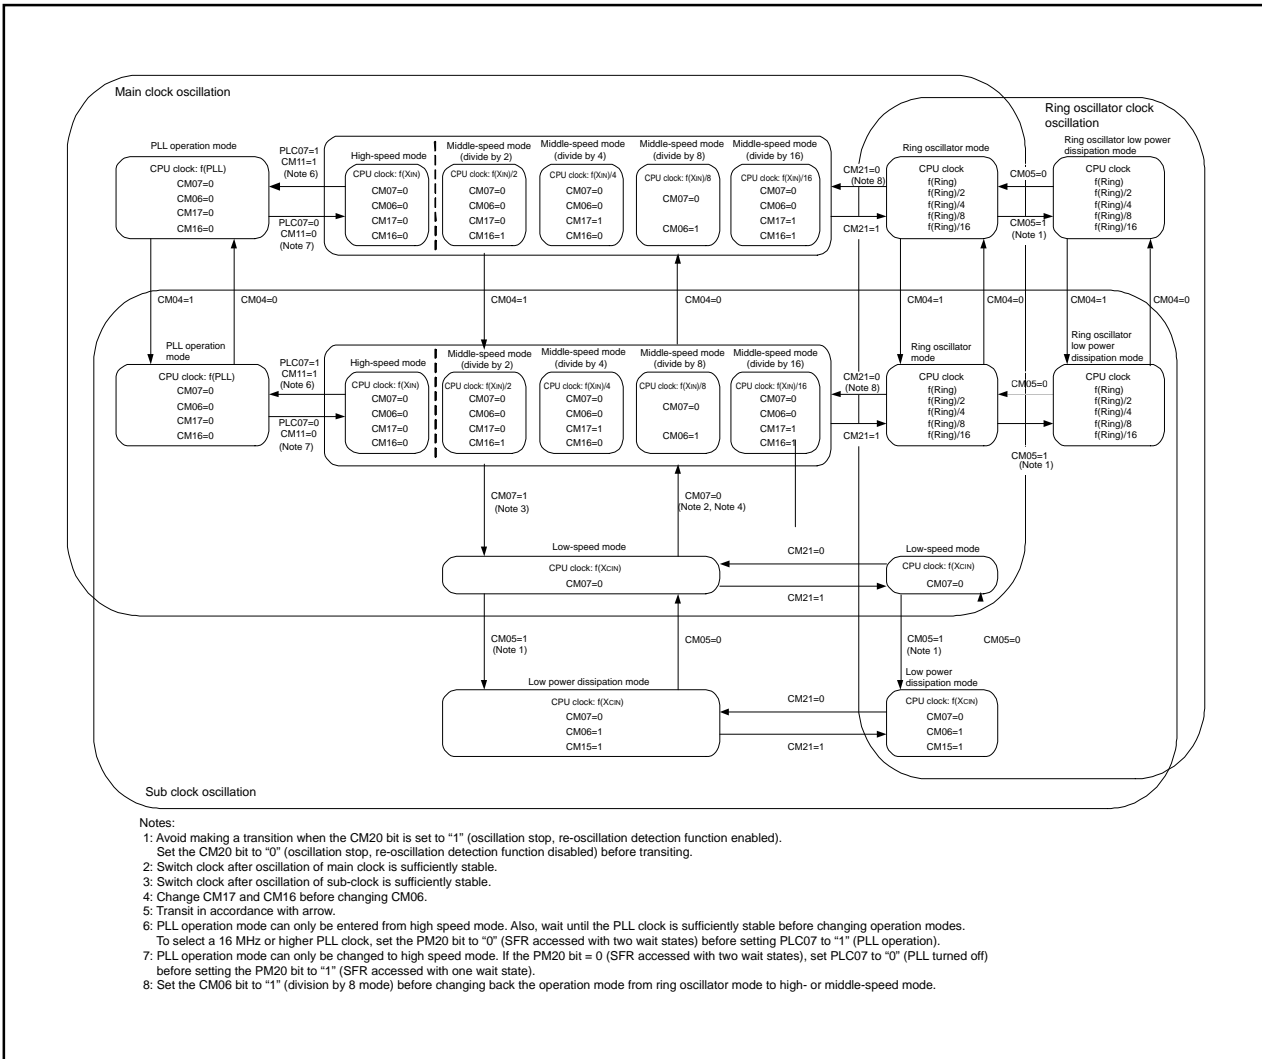 Main clock oscillation
Ring oscillator clock
oscillation
PLL operation mode
CPU clock: f(PLL)
CM07=0
CM06=0
CM17=0
CM16=0
PLC07=1
CM11=1
(Note 6)
PLC07=0
CM11=0
(Note 7)
High-speed mode
CPU clock: f(XIN)
CM07=0
CM06=0
CM17=0
CM16=0
Middle-speed mode
(divide by 2)
CPU clock: f(XIN)/2
CM07=0
CM06=0
CM17=0
CM16=1
Middle-speed mode
(divide by 4)
CPU clock: f(XIN)/4
CM07=0
CM06=0
CM17=1
CM16=0
Middle-speed mode
(divide by 8)
CPU clock: f(XIN)/8
CM07=0
CM06=1
Middle-speed mode
(divide by 16)
CPU clock: f(XIN)/16
CM07=0
CM06=0
CM17=1
CM16=1
CM21=0
(Note 8)
CM21=1
Ring oscillator mode
CPU clock
f(Ring)
f(Ring)/2
f(Ring)/4
f(Ring)/8
f(Ring)/16
CM05=0
CM05=1
(Note 1)
Ring oscillator low power
dissipation mode
CPU clock
f(Ring)
f(Ring)/2
f(Ring)/4
f(Ring)/8
f(Ring)/16
CM04=1
CM04=0
CM04=1
CM04=0
CM04=1
CM04=0
CM04=1
CM04=0
PLL operation
mode
CPU clock: f(PLL)
CM07=0
CM06=0
CM17=0
CM16=0
PLC07=1
CM11=1
(Note 6)
PLC07=0
CM11=0
(Note 7)
High-speed mode
CPU clock: f(XIN)
CM07=0
CM06=0
CM17=0
CM16=0
Middle-speed mode
(divide by 2)
CPU clock: f(XIN)/2
CM07=0
CM06=0
CM17=0
CM16=1
Middle-speed mode
(divide by 4)
CPU clock: f(XIN)/4
CM07=0
CM06=0
CM17=1
CM16=0
Middle-speed mode
(divide by 8)
CPU clock: f(XIN)/8
CM07=0
CM06=1
Middle-speed mode
(divide by 16)
CPU clock: f(XIN)/16
CM07=0
CM06=0
CM17=1
CM16=1
CM21=0
(Note 8)
CM21=1
Ring oscillator
mode
CPU clock
f(Ring)
f(Ring)/2
f(Ring)/4
f(Ring)/8
f(Ring)/16
CM05=0
CM05=1
(Note 1)
Ring oscillator
low power
dissipation mode
CPU clock
f(Ring)
f(Ring)/2
f(Ring)/4
f(Ring)/8
f(Ring)/16
CM07=1
(Note 3)
CM07=0
(Note 2, Note 4)
Low-speed mode
CPU clock: f(XCIN)
CM07=0
CM21=0
CM21=1
Low-speed mode
CPU clock: f(XCIN)
CM07=0
CM05=1
(Note 1)
CM05=0
CM05=1
(Note 1)
CM05=0
Low power dissipation mode
CPU clock: f(XCIN)
CM07=0
CM06=1
CM15=1
CM21=0
CM21=1
Low power
dissipation mode
CPU clock: f(XCIN)
CM07=0
CM06=1
CM15=1
Sub clock oscillation
Notes:
1: Avoid making a transition when the CM20 bit is set to “1” (oscillation stop, re-oscillation detection function enabled).
Set the CM20 bit to “0” (oscillation stop, re-oscillation detection function disabled) before transiting.
2: Switch clock after oscillation of main clock is sufficiently stable.
3: Switch clock after oscillation of sub-clock is sufficiently stable.
4: Change CM17 and CM16 before changing CM06.
5: Transit in accordance with arrow.
6: PLL operation mode can only be entered from high speed mode. Also, wait until the PLL clock is sufficiently stable before changing operation modes.
To select a 16 MHz or higher PLL clock, set the PM20 bit to “0” (SFR accessed with two wait states) before setting PLC07 to “1” (PLL operation).
7: PLL operation mode can only be changed to high speed mode. If the PM20 bit = 0 (SFR accessed with two wait states), set PLC07 to “0” (PLL turned off)
before setting the PM20 bit to “1” (SFR accessed with one wait state).
8: Set the CM06 bit to “1” (division by 8 mode) before changing back the operation mode from ring oscillator mode to high- or middle-speed mode.